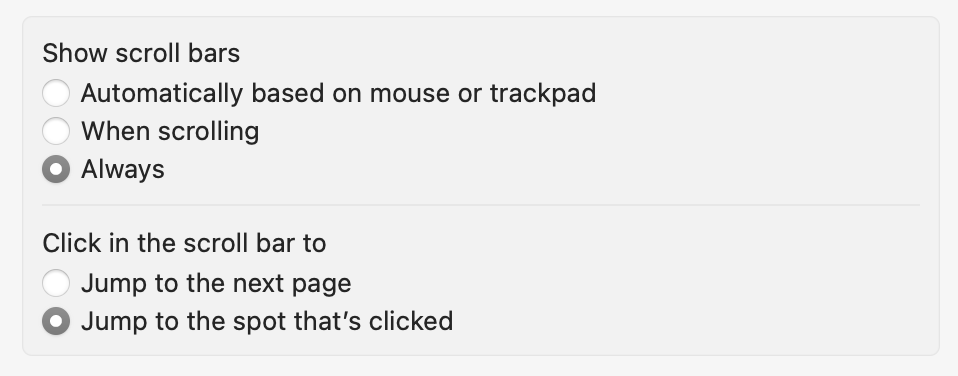 Show scroll bars
Automatically based on mouse or trackpad
When scrolling
Always
Click in the scroll bar to
Jump to the next page
Jump to the spot that’s clicked